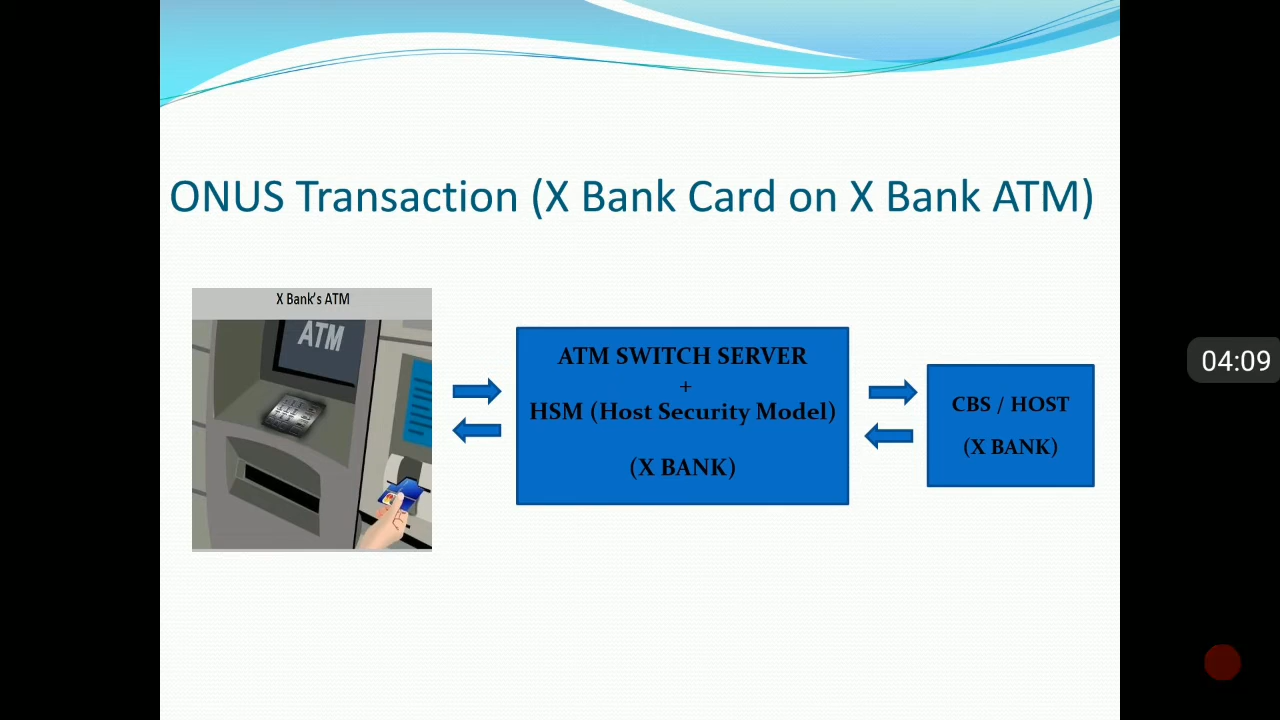 ONUS Transaction (X Bank Card on X Bank ATM)
X Bank's ATM
ATM
ATM SWITCH SERVER
+
HSM (Host Security Model)
(X BANK)
CBS / HOST
(X BANK)
04:09